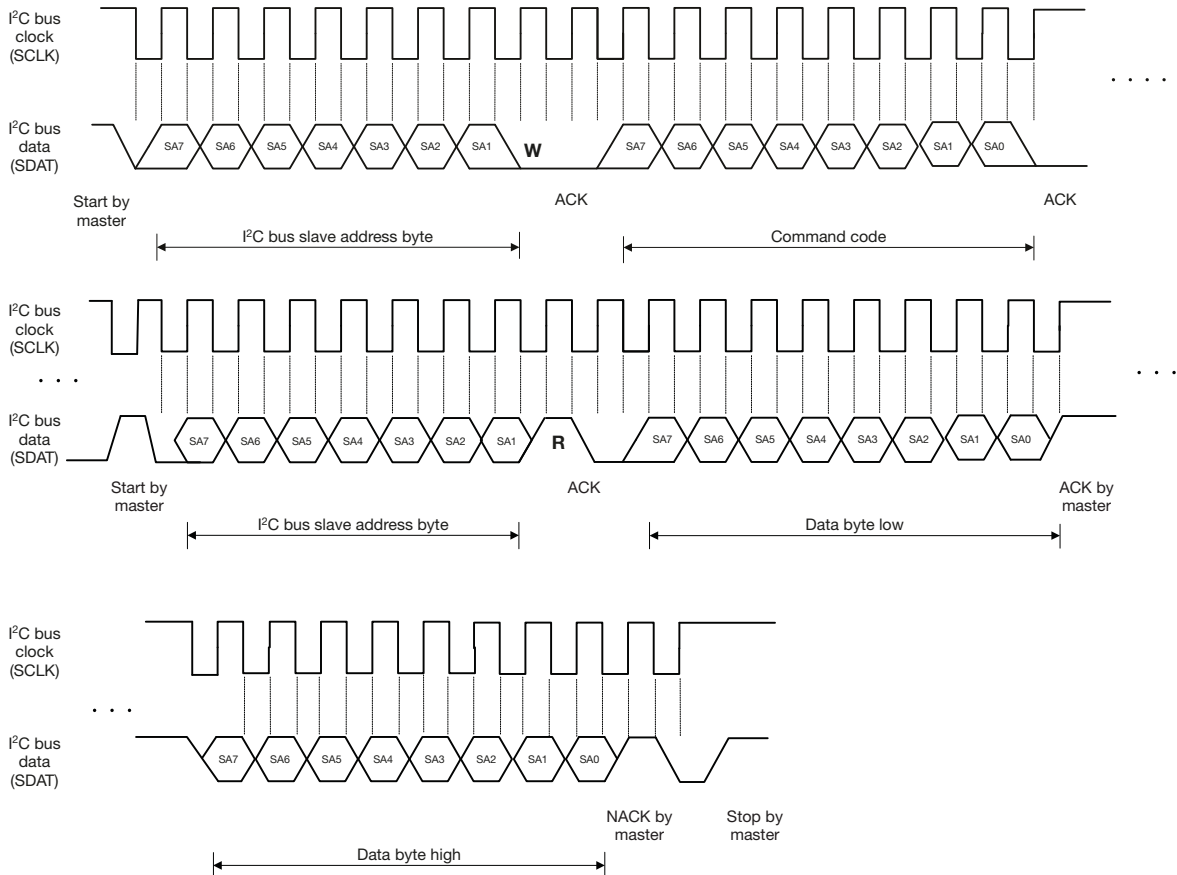 I²C bus
clock
(SCLK)
. . . .
I²C bus
data
(SDAT)
SA7 SA6 SA5 SA4 SA3 SA2 SA1 W SA7 SA6 SA5 SA4 SA3 SA2 SA1 SA0
Start by
master
ACK
ACK
I²C bus slave address byte
Command code
I²C bus
clock
(SCLK)
. . .
. . .
I²C bus
data
(SDAT)
SA7 SA6 SA5 SA4 SA3 SA2 SA1 R SA7 SA6 SA5 SA4 SA3 SA2 SA1 SA0
Start by
master
ACK
ACK by
master
I²C bus slave address byte
Data byte low
I²C bus
clock
(SCLK)
. . .
I²C bus
data
(SDAT)
SA7 SA6 SA5 SA4 SA3 SA2 SA1 SA0
NACK by
master
Stop by
master
Data byte high